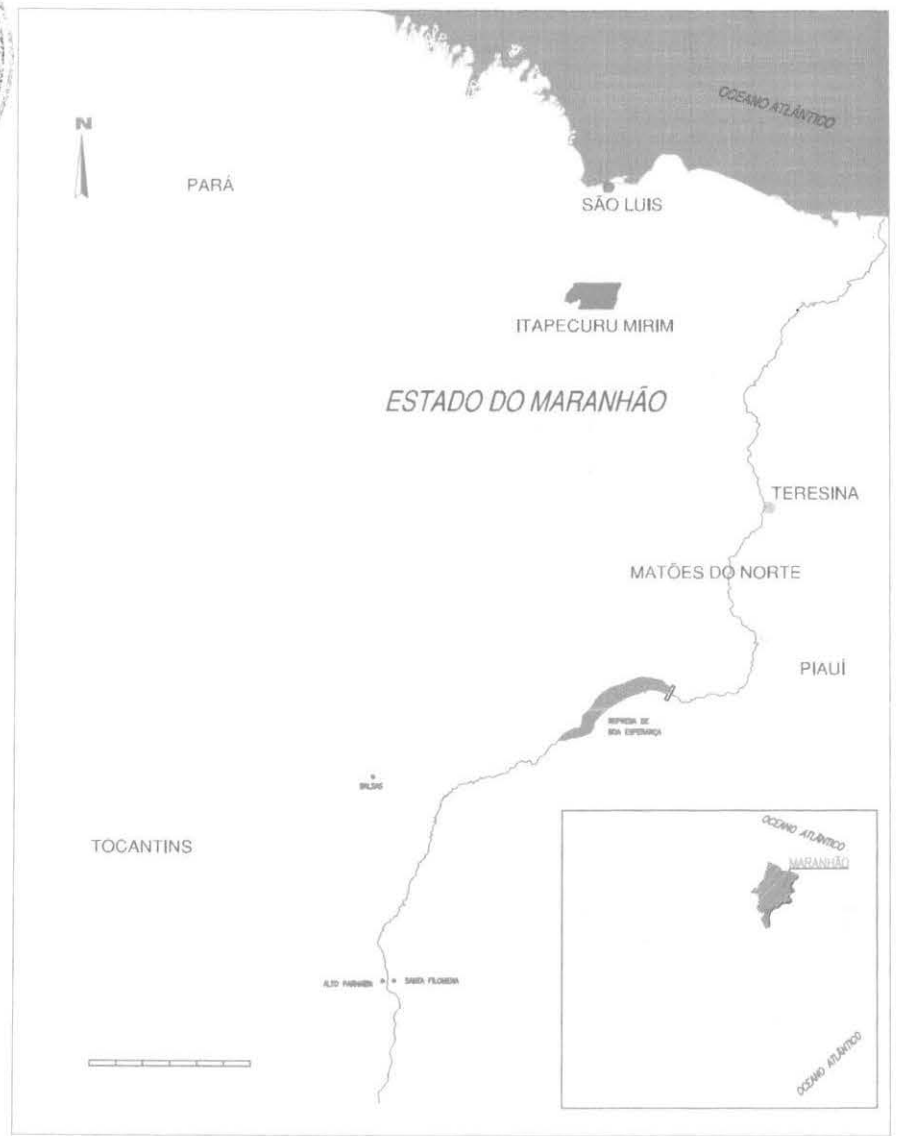 OCEANO ATLÂNTICO
N
PARÁ
SÃO LUIS
ITAPECURU MIRIM
ESTADO DO MARANHÃO
TERESINA
MATÕES DO NORTE
PIAUÍ
REPRESA DE
BOA ESPERANÇA
BALSAS
TOCANTINS
OCEANO ATLÂNTICO
MARANHÃO
ALTO PARNAIBA
SANTA FILOMENA
OCEANO ATLÂNTICO